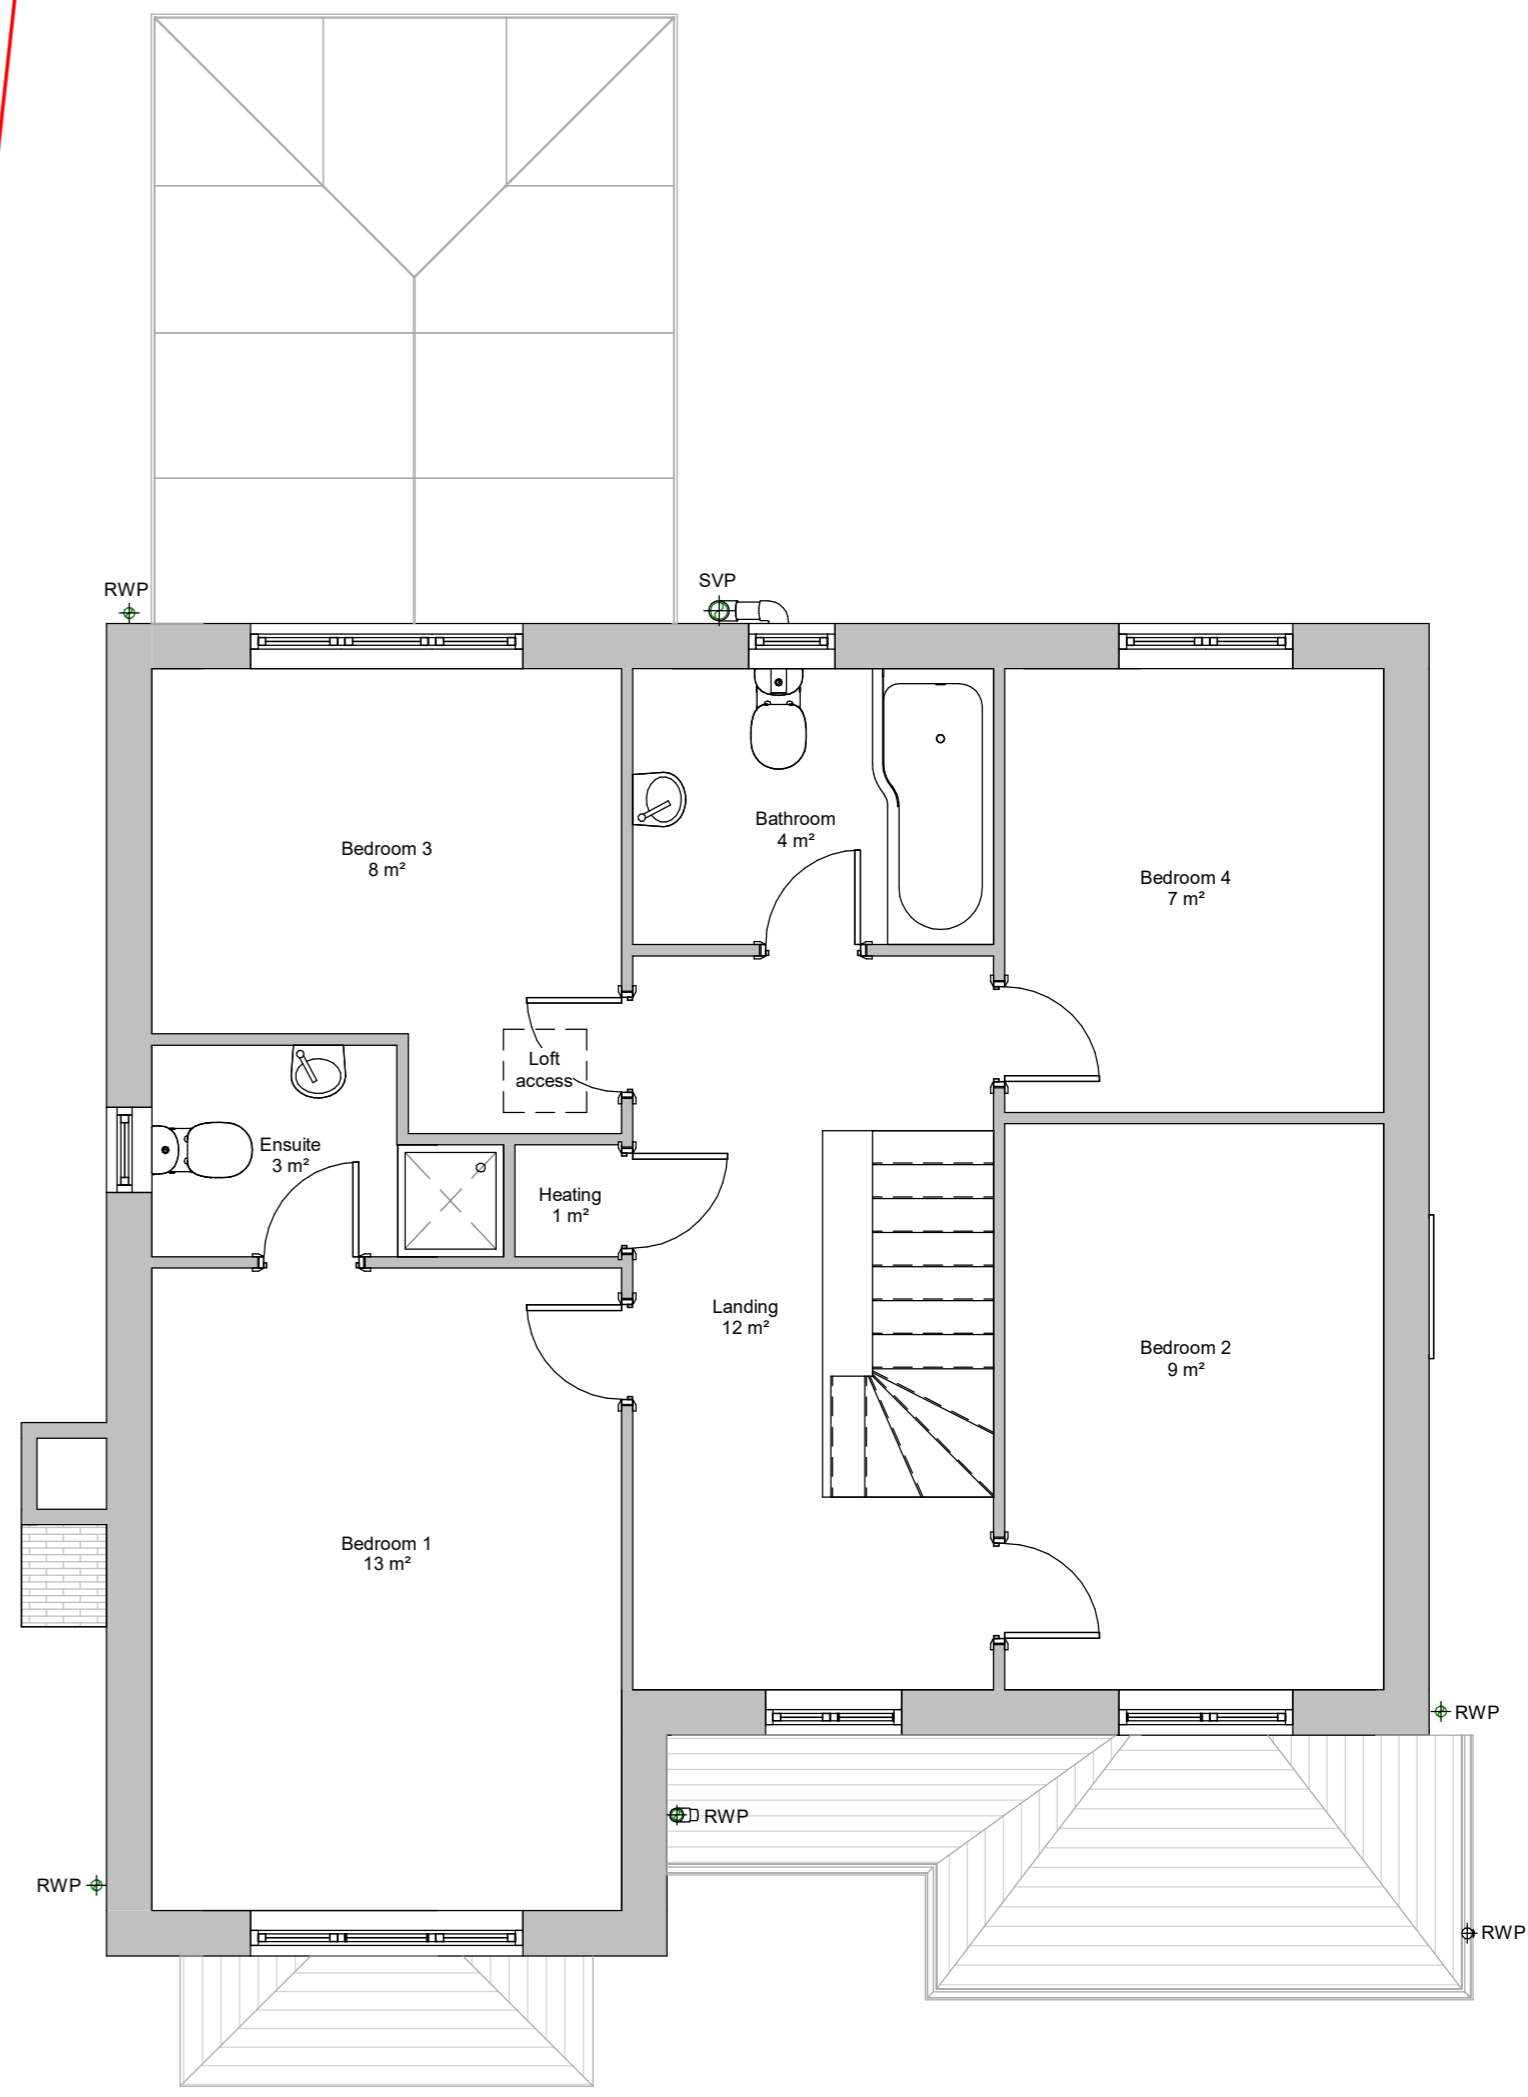 RWP
SVP
Bathroom
4 m²
Bedroom 3
8 m²
Bedroom 4
7 m²
Loft
access
Ensuite
3 m²
Heating
1 m²
Landing
12 m²
Bedroom 2
9 m²
Bedroom 1
13 m²
RWP
RWP
RWP
RWP